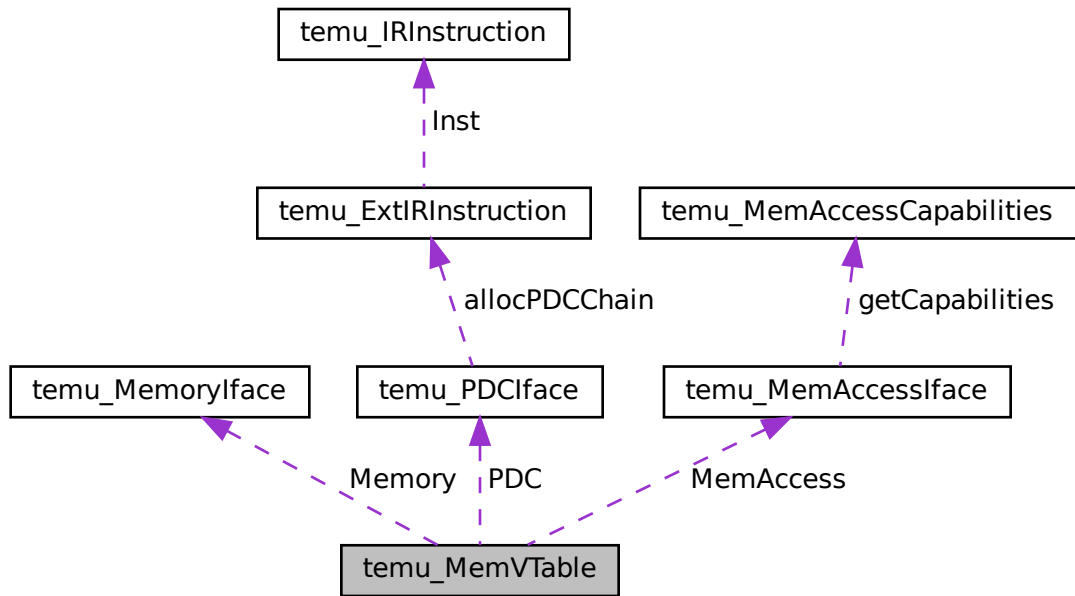 temu_IRInstruction
Inst
temu_ExtIRInstruction
temu_MemAccessCapabilities
allocPDCChain
getCapabilities
temu_MemoryIface
temu_PDCIface
temu_MemAccessIface
Memory
PDC
MemAccess
temu_MemVTable